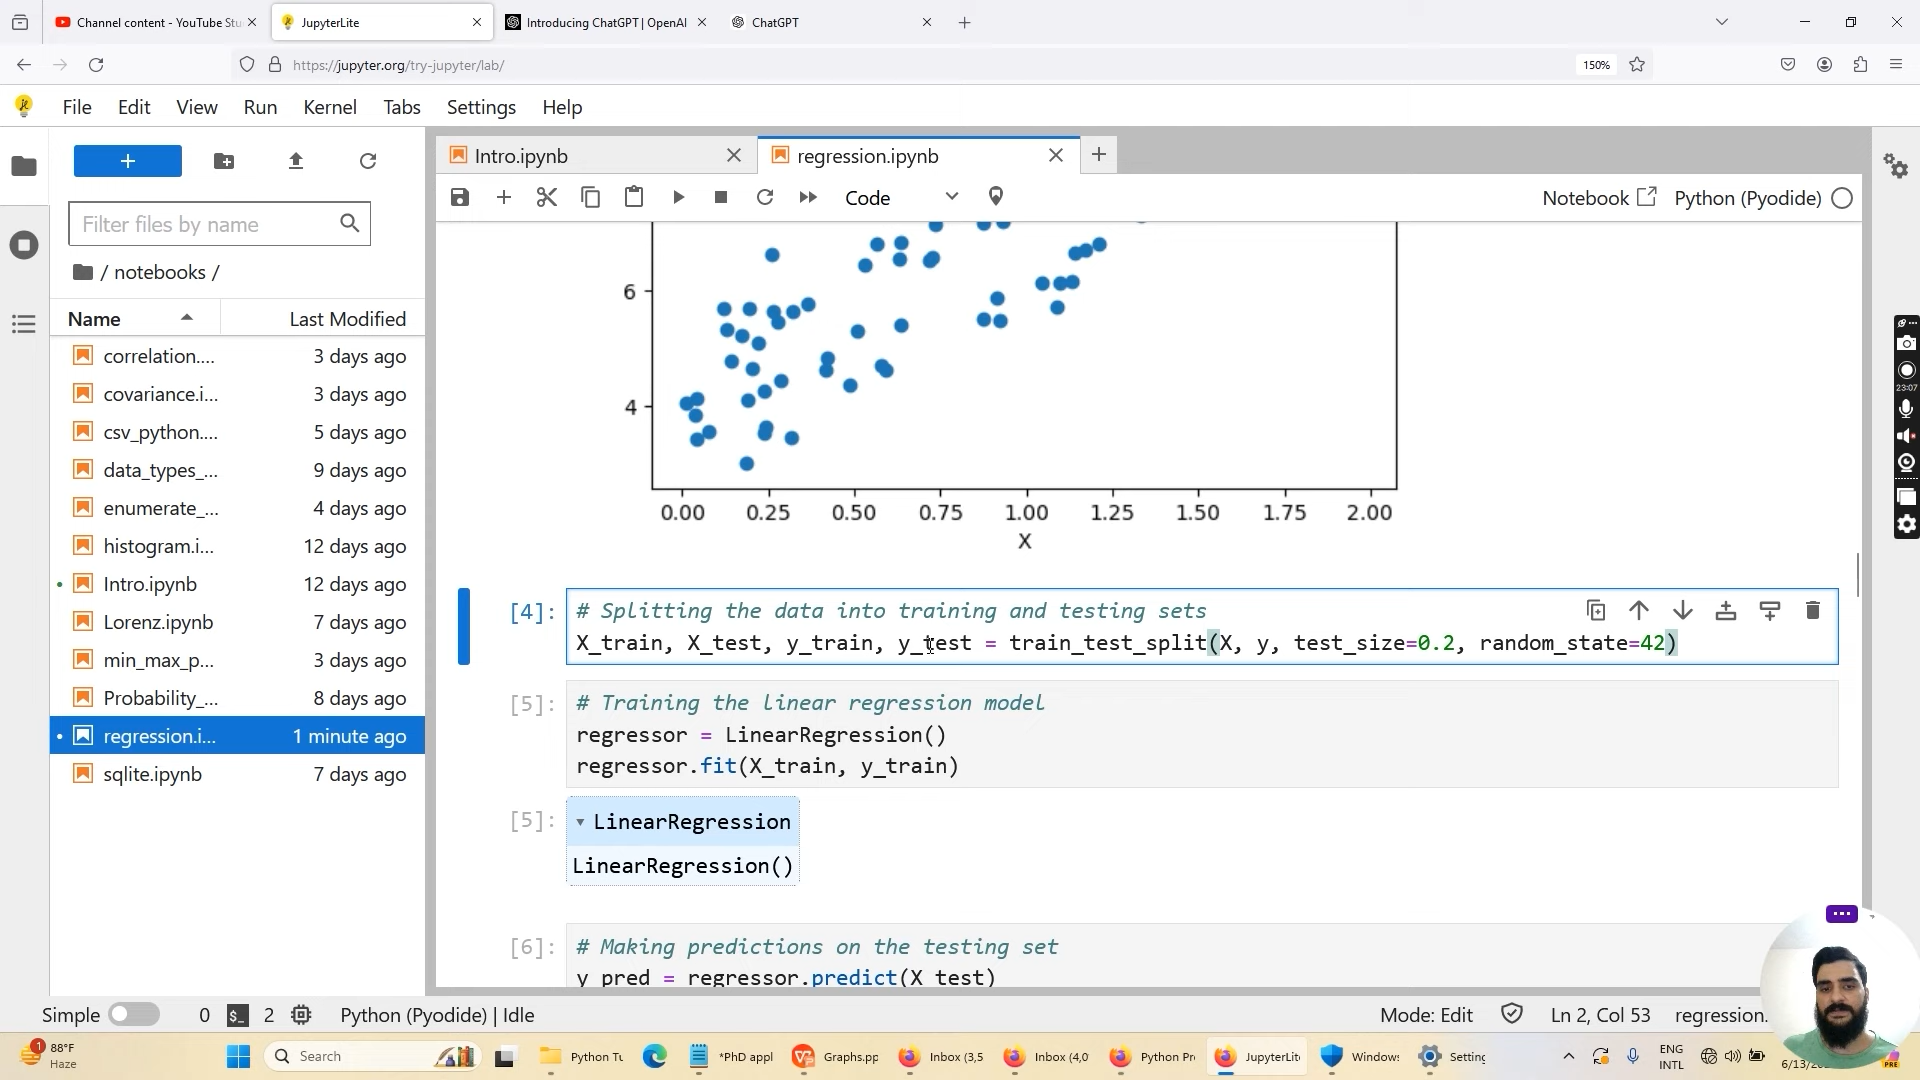 Channel content - YouTube Stu
JupyterLite
Introducing ChatGPT | OpenAI
ChatGPT
https://jupyter.org/try-jupyter/lab/
150%
File Edit View Run Kernel Tabs Settings Help
Intro.ipynb
regression.ipynb
Code
Notebook
Python (Pyodide)
Filter files by name
/ notebooks /
Name Last Modified
correlation.... 3 days ago
covariance.i... 3 days ago
csv_python.... 5 days ago
data_types_... 9 days ago
enumerate_... 4 days ago
histogram.i... 12 days ago
Intro.ipynb 12 days ago
Lorenz.ipynb 7 days ago
min_max_p... 3 days ago
Probability_... 8 days ago
regression.i... 1 minute ago
sqlite.ipynb 7 days ago
6
4
0.00 0.25 0.50 0.75 1.00 1.25 1.50 1.75 2.00
X
[4]: # Splitting the data into training and testing sets
X_train, X_test, y_train, y_test = train_test_split(X, y, test_size=0.2, random_state=42)
[5]: # Training the linear regression model
regressor = LinearRegression()
regressor.fit(X_train, y_train)
[5]: LinearRegression
LinearRegression()
[6]: # Making predictions on the testing set
y_pred = regressor.predict(X_test)
23:07
Simple 0 $_ 2 Python (Pyodide) | Idle
Mode: Edit Ln 2, Col 53 regression.
1
88°F
Haze
Search
Python Tu
*PhD appl
Graphs.pp
Inbox (3,5
Inbox (4,0
Python Pr
JupyterLite
Windows
Setting
ENG
INTL
PRE